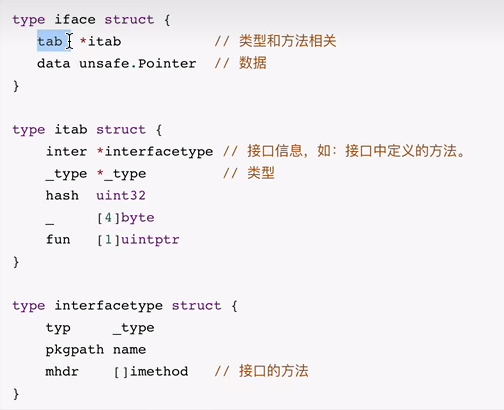 type iface struct {
    tab  *itab           // 类型和方法相关
    data unsafe.Pointer  // 数据
}
type itab struct {
    inter *interfacetype // 接口信息，如：接口中定义的方法。
    _type *_type         // 类型
    hash  uint32
    _     [4]byte
    fun   [1]uintptr
}
type interfacetype struct {
    typ     _type
    pkgpath name
    mhdr    []imethod   // 接口的方法
}